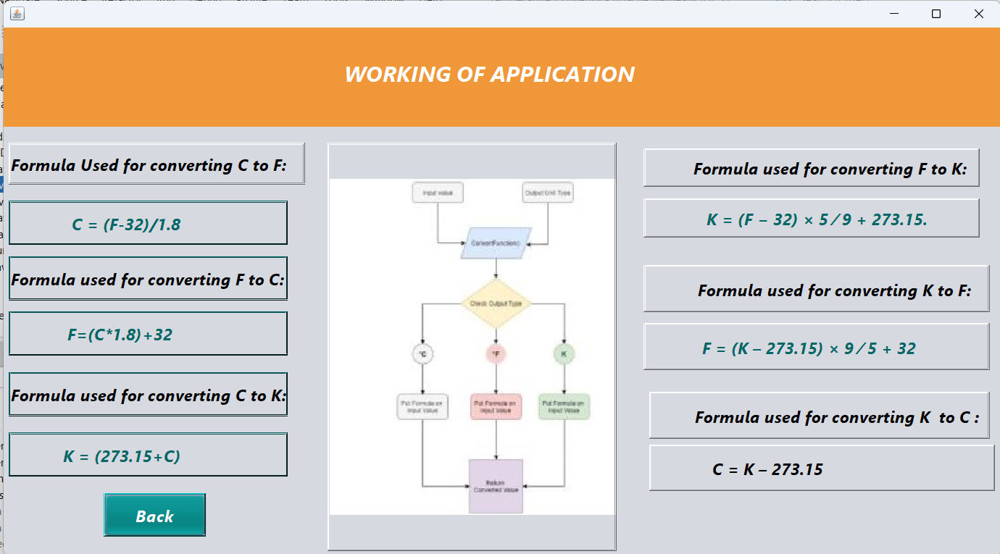 WORKING OF APPLICATION
Formula Used for converting C to F:
C = (F-32)/1.8
Formula used for converting F to C:
F=(C*1.8)+32
Formula used for converting C to K:
K = (273.15+C)
Back
Input value
Output Unit Type
ConvertFunction()
Check Output Type
°C
°F
K
Put Formula on
Input Value
Put Formula on
Input Value
Put Formula on
Input Value
Return
Converted Value
Formula used for converting F to K:
K = (F − 32) × 5 ⁄ 9 + 273.15.
Formula used for converting K to F:
F = (K – 273.15) × 9 ⁄ 5 + 32
Formula used for converting K  to C :
C = K – 273.15